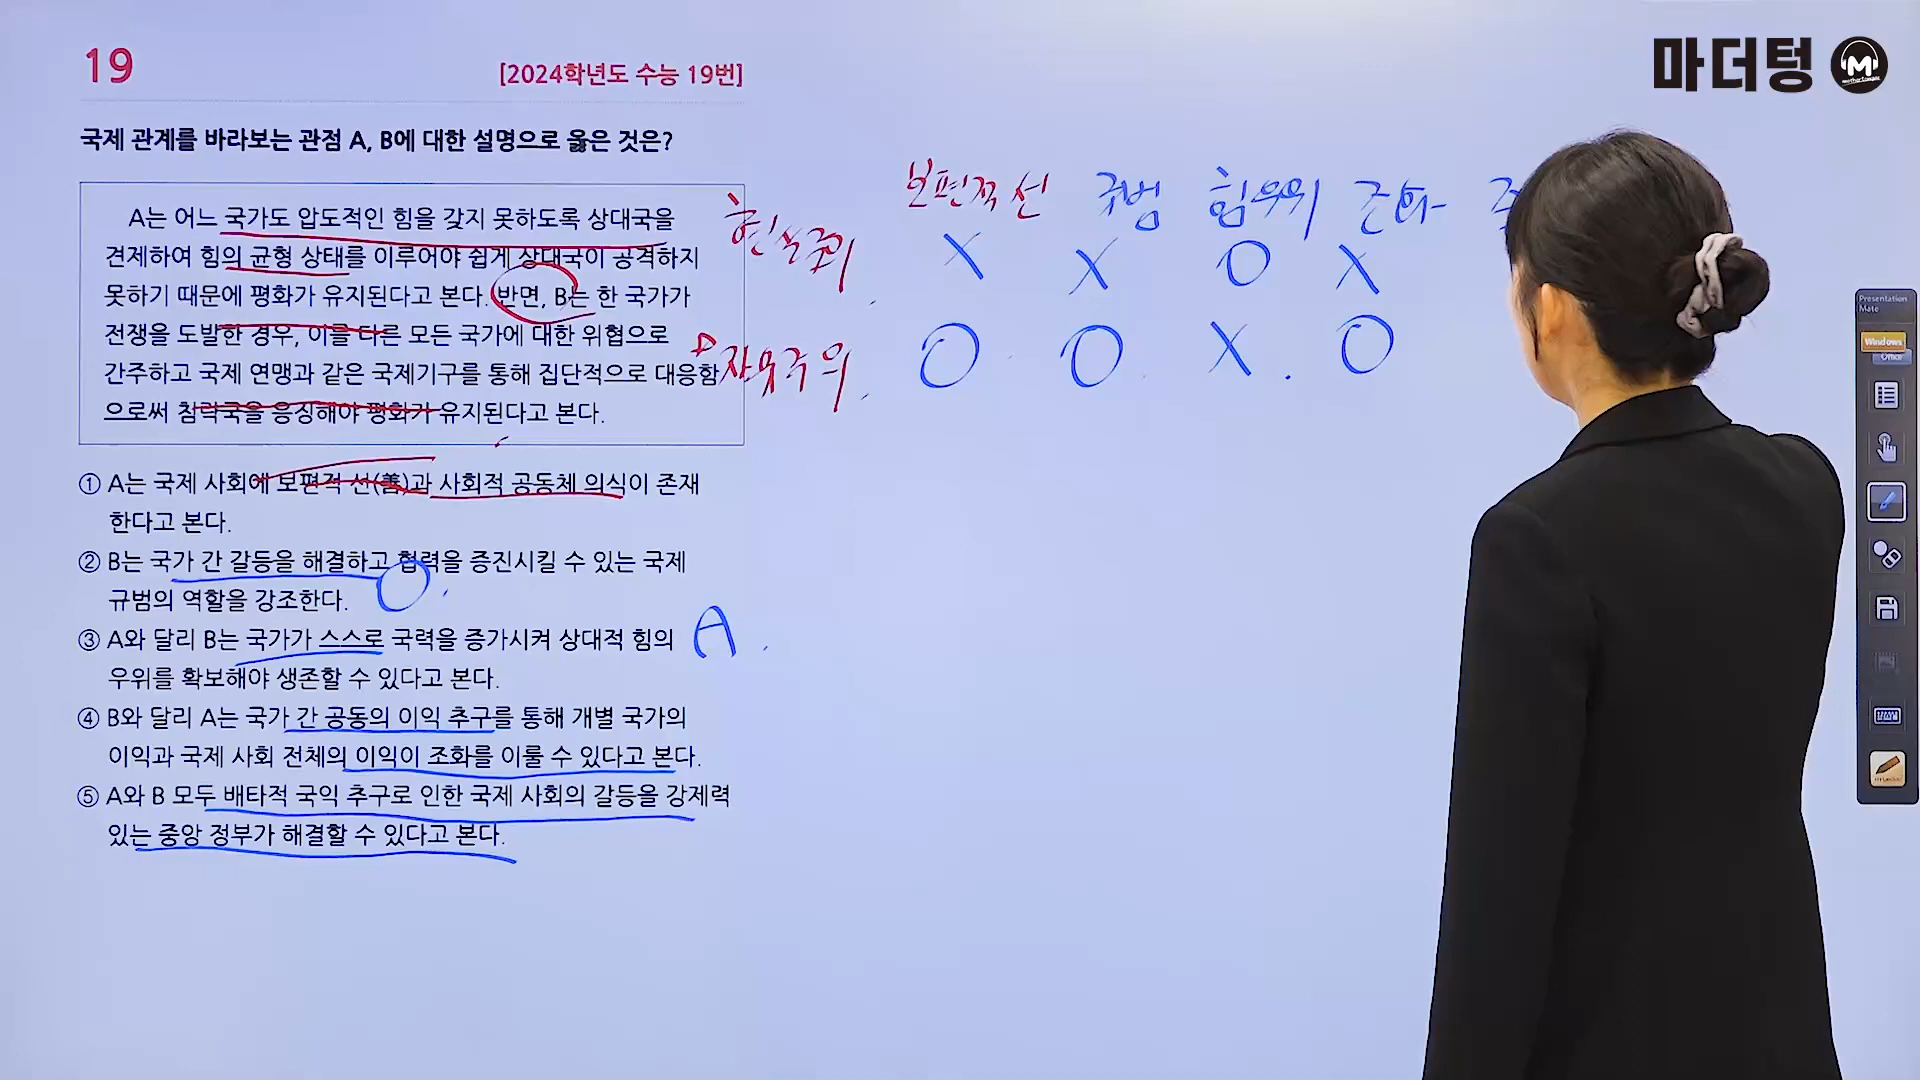 19
[2024학년도 수능 19번]
마더텅
M
국제 관계를 바라보는 관점 A, B에 대한 설명으로 옳은 것은?
A는 어느 국가도 압도적인 힘을 갖지 못하도록 상대국을
견제하여 힘의 균형 상태를 이루어야 쉽게 상대국이 공격하지
못하기 때문에 평화가 유지된다고 본다. 반면, B는 한 국가가
전쟁을 도발한 경우, 이를 다른 모든 국가에 대한 위협으로
간주하고 국제 연맹과 같은 국제기구를 통해 집단적으로 대응함
으로써 침략국을 응징해야 평화가 유지된다고 본다.
① A는 국제 사회에 보편적 선(善)과 사회적 공동체 의식이 존재
한다고 본다.
② B는 국가 간 갈등을 해결하고 협력을 증진시킬 수 있는 국제
규범의 역할을 강조한다.
③ A와 달리 B는 국가가 스스로 국력을 증가시켜 상대적 힘의
우위를 확보해야 생존할 수 있다고 본다.
④ B와 달리 A는 국가 간 공동의 이익 추구를 통해 개별 국가의
이익과 국제 사회 전체의 이익이 조화를 이룰 수 있다고 본다.
⑤ A와 B 모두 배타적 국익 추구로 인한 국제 사회의 갈등을 강제력
있는 중앙 정부가 해결할 수 있다고 본다.
A
보편적 선 규범 힘우위 조화
현실주의 X X O X
자유주의 O O X O
Presentation
Mate
Windows
Office